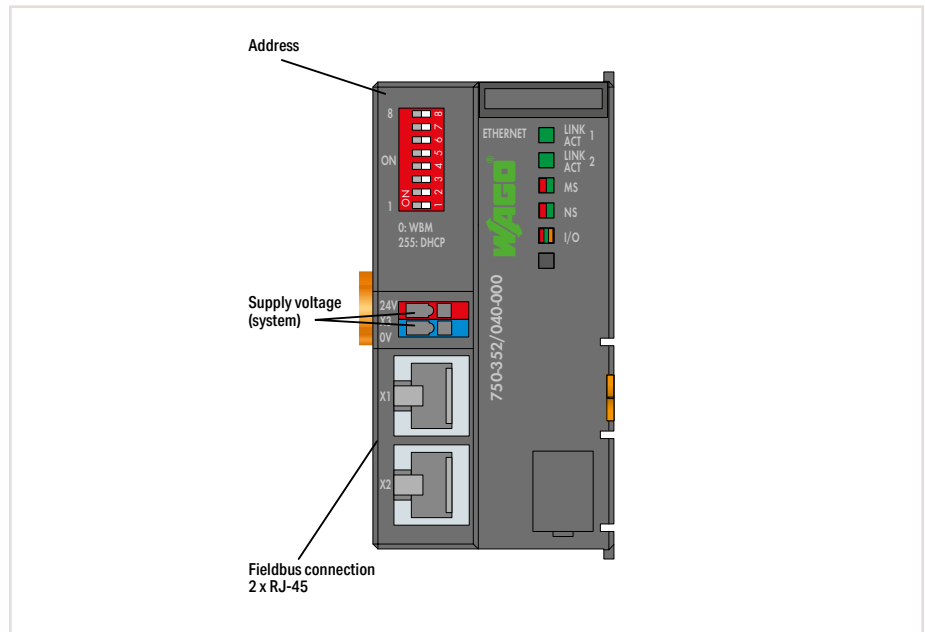 Address
8
8
7
6
5
4
3
2
1
ON
ON
1
0: WBM
255: DHCP
ETHERNET
LINK 1
ACT
LINK 2
ACT
MS
NS
I/O
WAGO
750-352/040-000
Supply voltage
(system)
24V
X3
0V
X1
X2
Fieldbus connection
2 x RJ-45